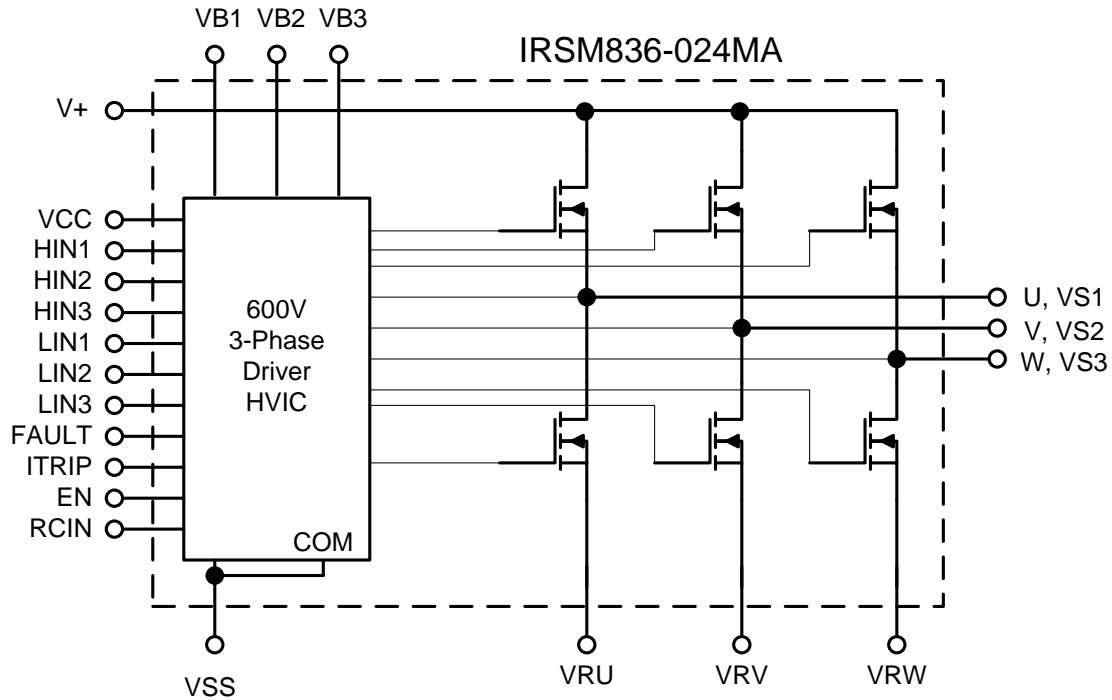 VB1 VB2 VB3
IRSM836-024MA
V+
VCC
HIN1
HIN2
HIN3
LIN1
LIN2
LIN3
FAULT
ITRIP
EN
RCIN
600V
3-Phase
Driver
HVIC
COM
U, VS1
V, VS2
W, VS3
VSS
VRU
VRV
VRW